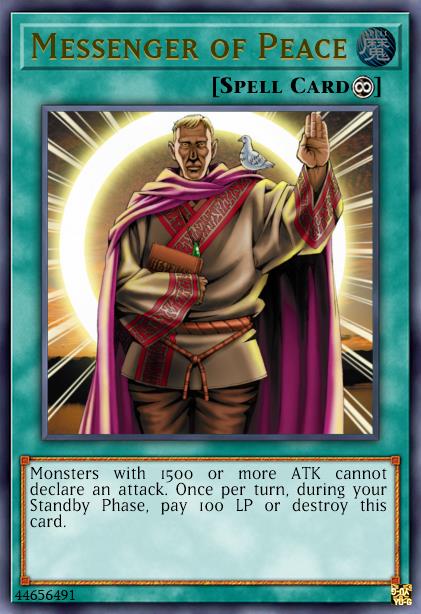 Messenger of Peace
魔
[Spell Card]
Monsters with 1500 or more ATK cannot
declare an attack. Once per turn, during your
Standby Phase, pay 100 LP or destroy this
card.
44656491